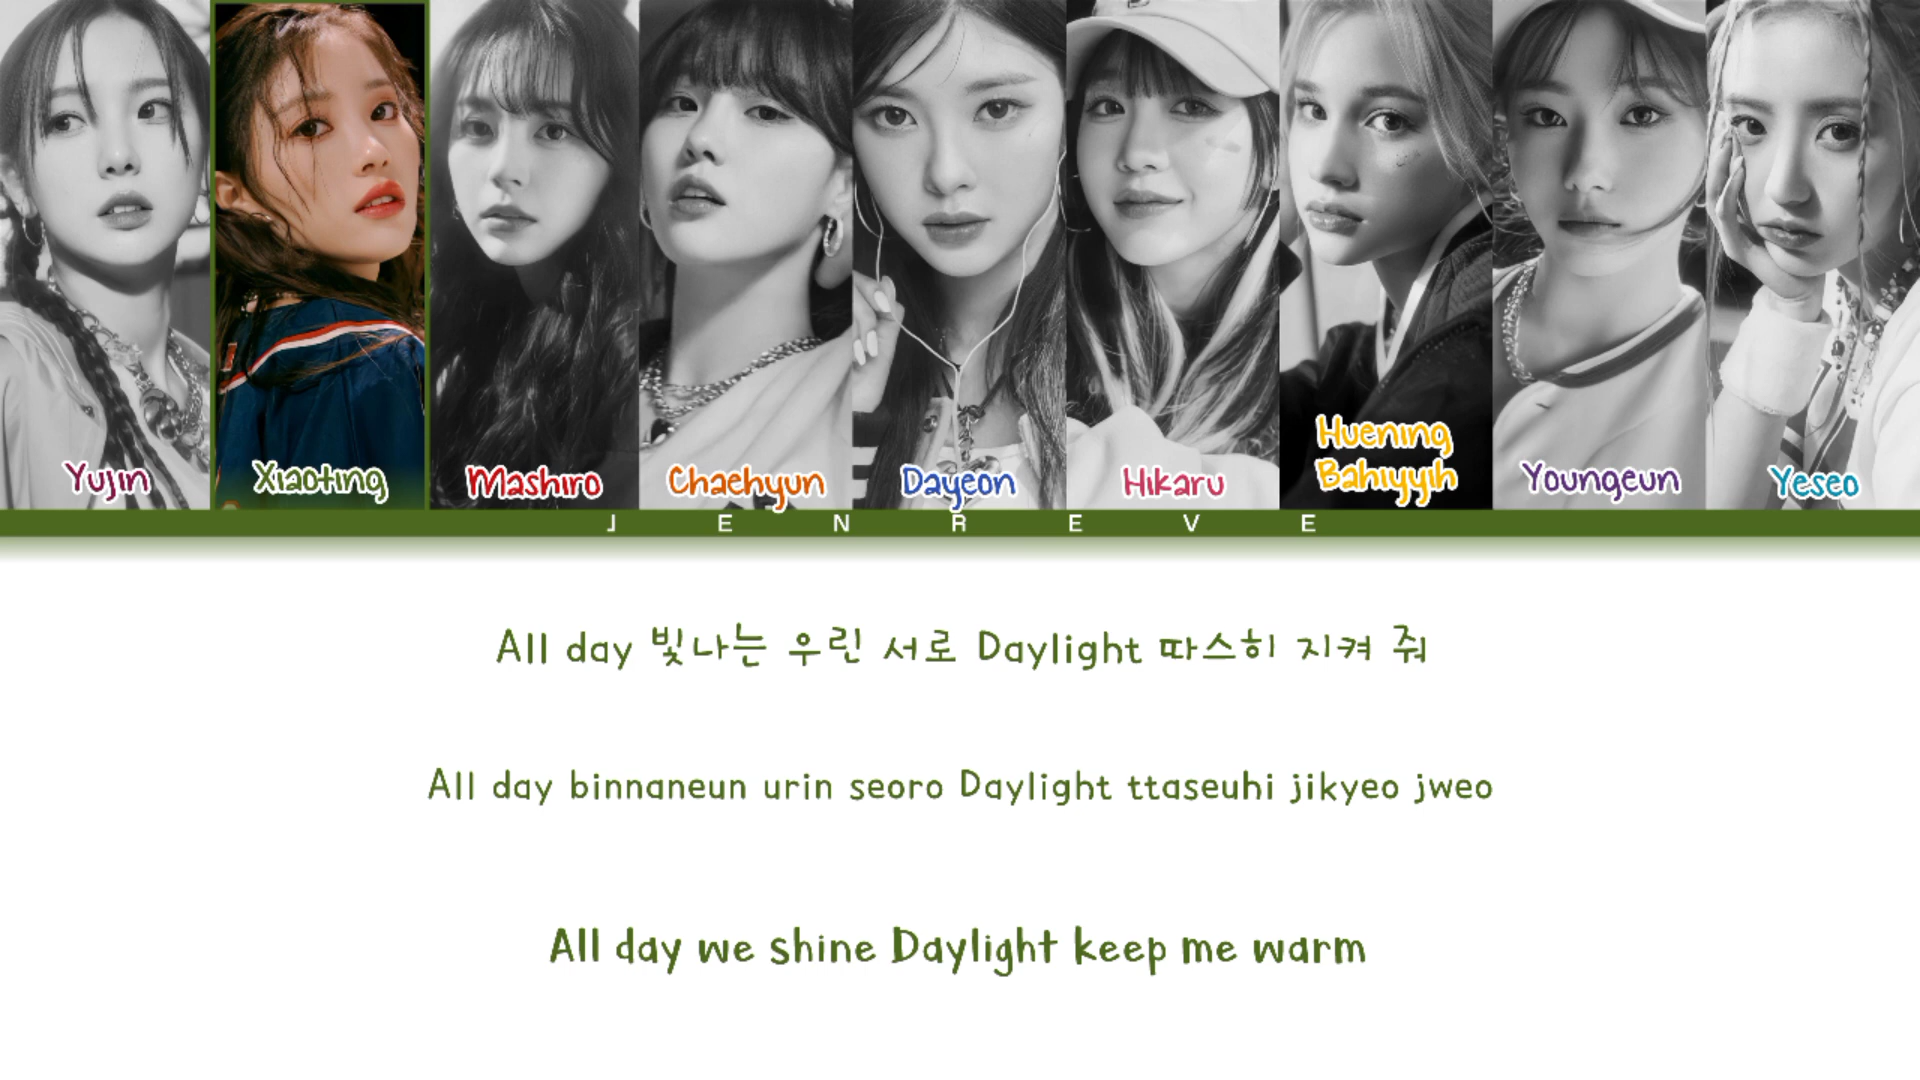 Yujin
Xiaoting
Mashiro
Chaehyun
Dayeon
Hikaru
Huening
Bahiyyih
Youngeun
Yeseo
JENREVE
All day 빛나는 우린 서로 Daylight 따스히 지켜 줘
All day binnaneun urin seoro Daylight ttaseuhi jikyeo jweo
All day we shine Daylight keep me warm